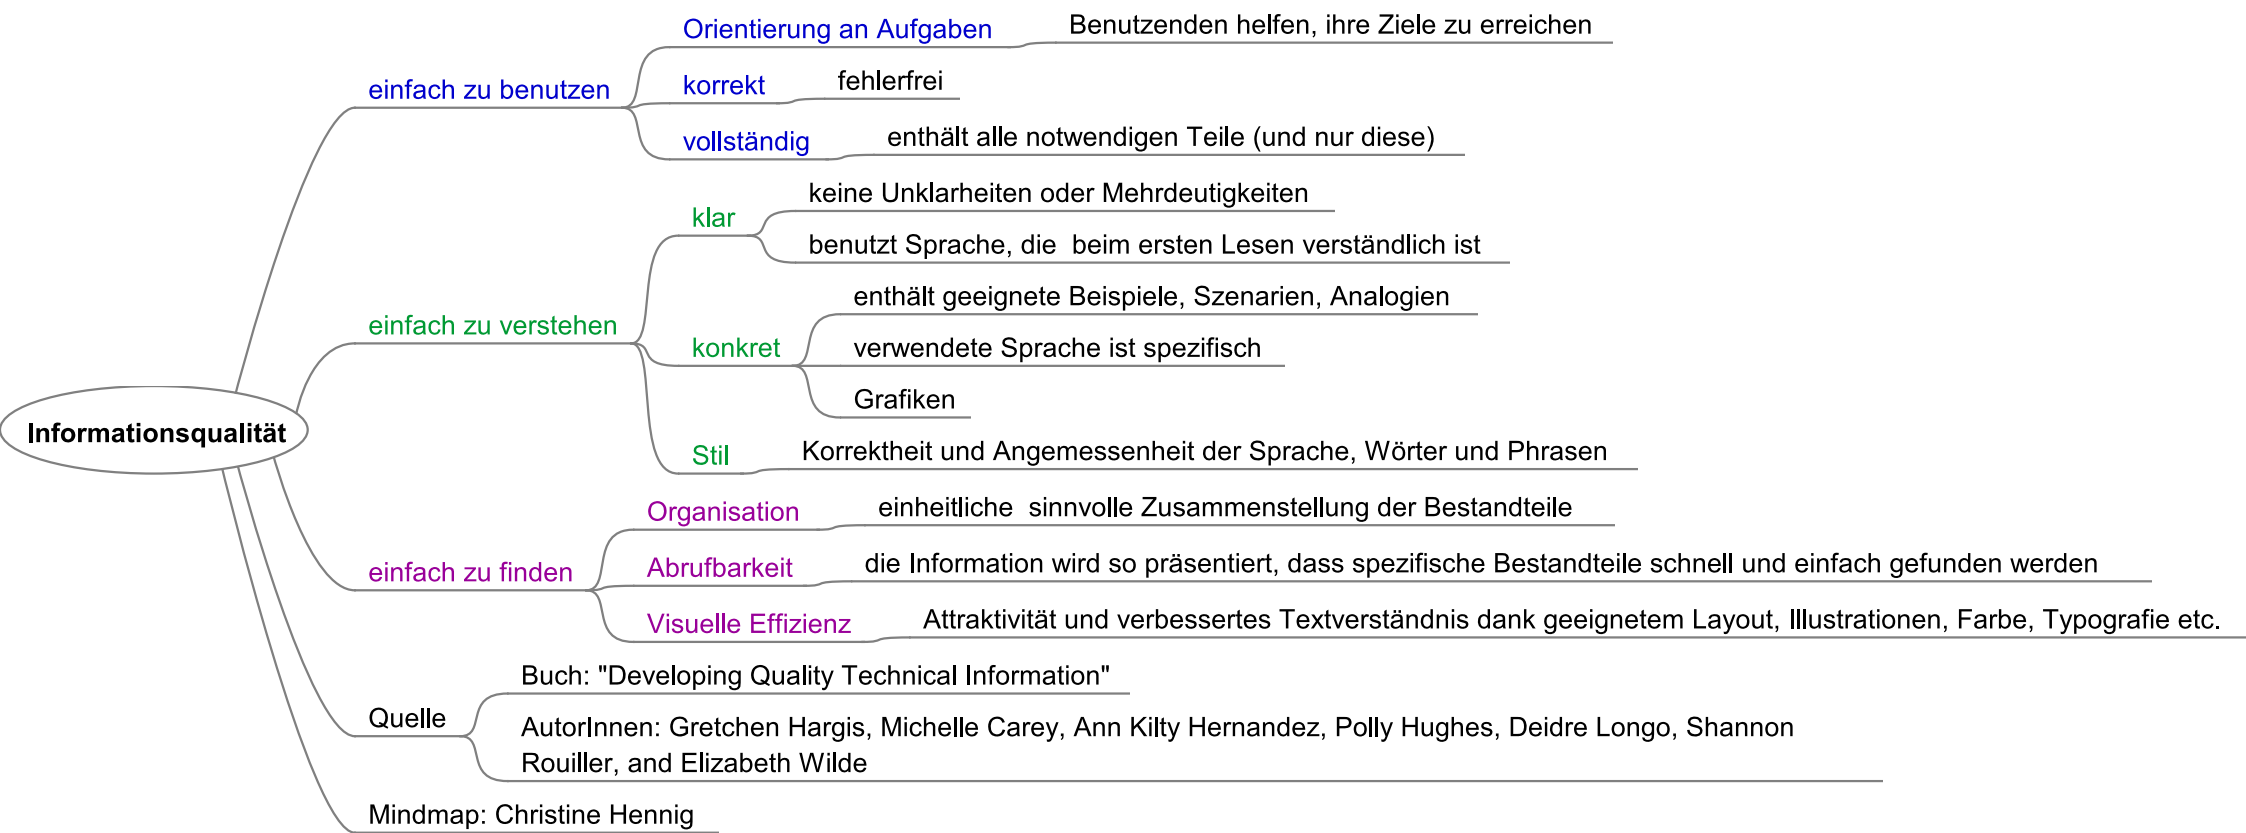 Informationsqualität
einfach zu benutzen
Orientierung an Aufgaben
Benutzenden helfen, ihre Ziele zu erreichen
korrekt
fehlerfrei
vollständig
enthält alle notwendigen Teile (und nur diese)
einfach zu verstehen
klar
keine Unklarheiten oder Mehrdeutigkeiten
benutzt Sprache, die  beim ersten Lesen verständlich ist
konkret
enthält geeignete Beispiele, Szenarien, Analogien
verwendete Sprache ist spezifisch
Grafiken
Stil
Korrektheit und Angemessenheit der Sprache, Wörter und Phrasen
einfach zu finden
Organisation
einheitliche  sinnvolle Zusammenstellung der Bestandteile
Abrufbarkeit
die Information wird so präsentiert, dass spezifische Bestandteile schnell und einfach gefunden werden
Visuelle Effizienz
Attraktivität und verbessertes Textverständnis dank geeignetem Layout, Illustrationen, Farbe, Typografie etc.
Quelle
Buch: "Developing Quality Technical Information"
AutorInnen: Gretchen Hargis, Michelle Carey, Ann Kilty Hernandez, Polly Hughes, Deidre Longo, Shannon
Rouiller, and Elizabeth Wilde
Mindmap: Christine Hennig